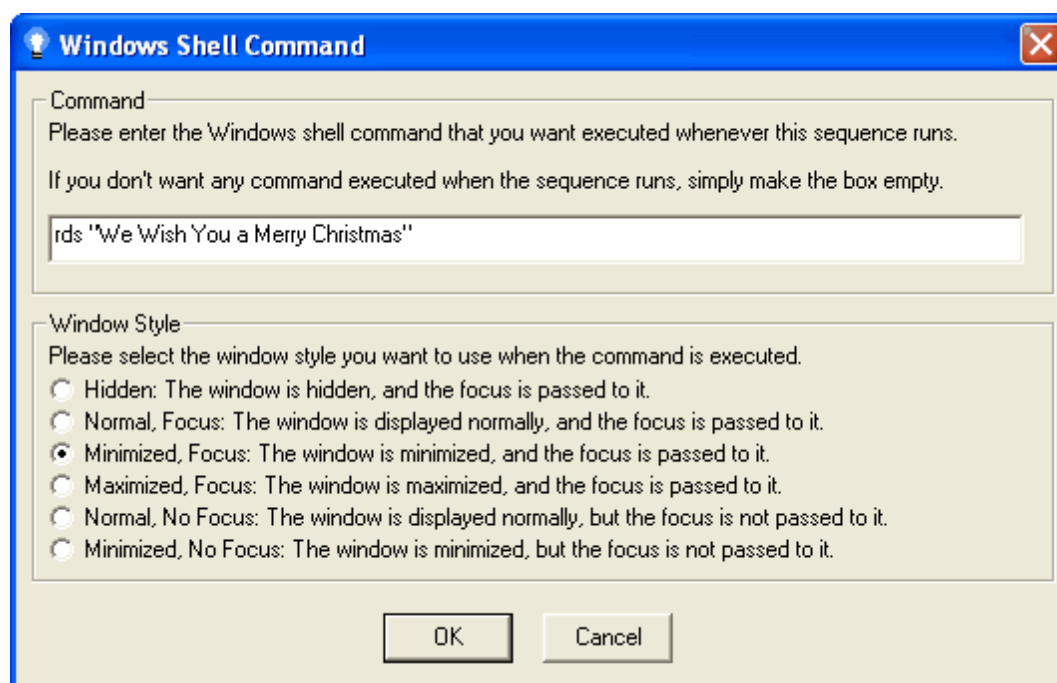 Windows Shell Command
Command
Please enter the Windows shell command that you want executed whenever this sequence runs.
If you don't want any command executed when the sequence runs, simply make the box empty.
rds "We Wish You a Merry Christmas"
Window Style
Please select the window style you want to use when the command is executed.
Hidden: The window is hidden, and the focus is passed to it.
Normal, Focus: The window is displayed normally, and the focus is passed to it.
Minimized, Focus: The window is minimized, and the focus is passed to it.
Maximized, Focus: The window is maximized, and the focus is passed to it.
Normal, No Focus: The window is displayed normally, but the focus is not passed to it.
Minimized, No Focus: The window is minimized, but the focus is not passed to it.
OK Cancel